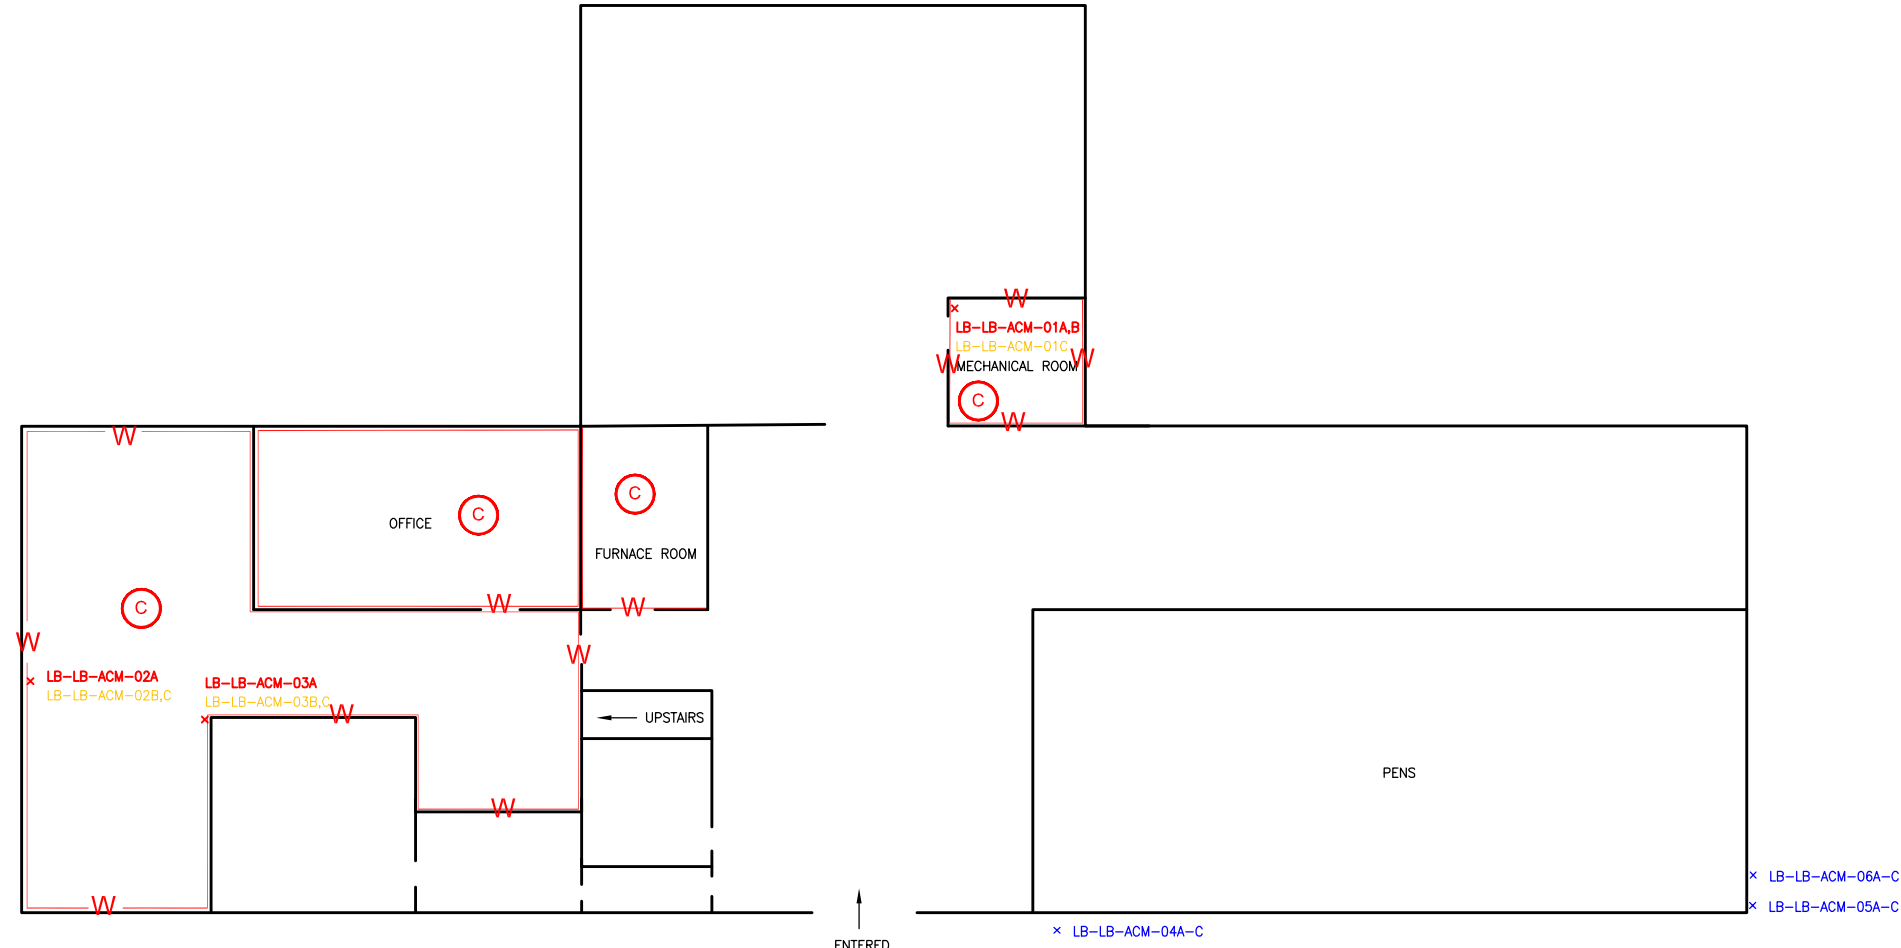 W
LB-LB-ACM-01A,B
LB-LB-ACM-01C
W
W
MECHANICAL ROOM
C
W
W
C
C
OFFICE
FURNACE ROOM
W
W
C
W
W
LB-LB-ACM-02A
LB-LB-ACM-02B,C
LB-LB-ACM-03A
LB-LB-ACM-03B,C
W
UPSTAIRS
PENS
W
LB-LB-ACM-06A-C
W
LB-LB-ACM-05A-C
LB-LB-ACM-04A-C
ENTERED